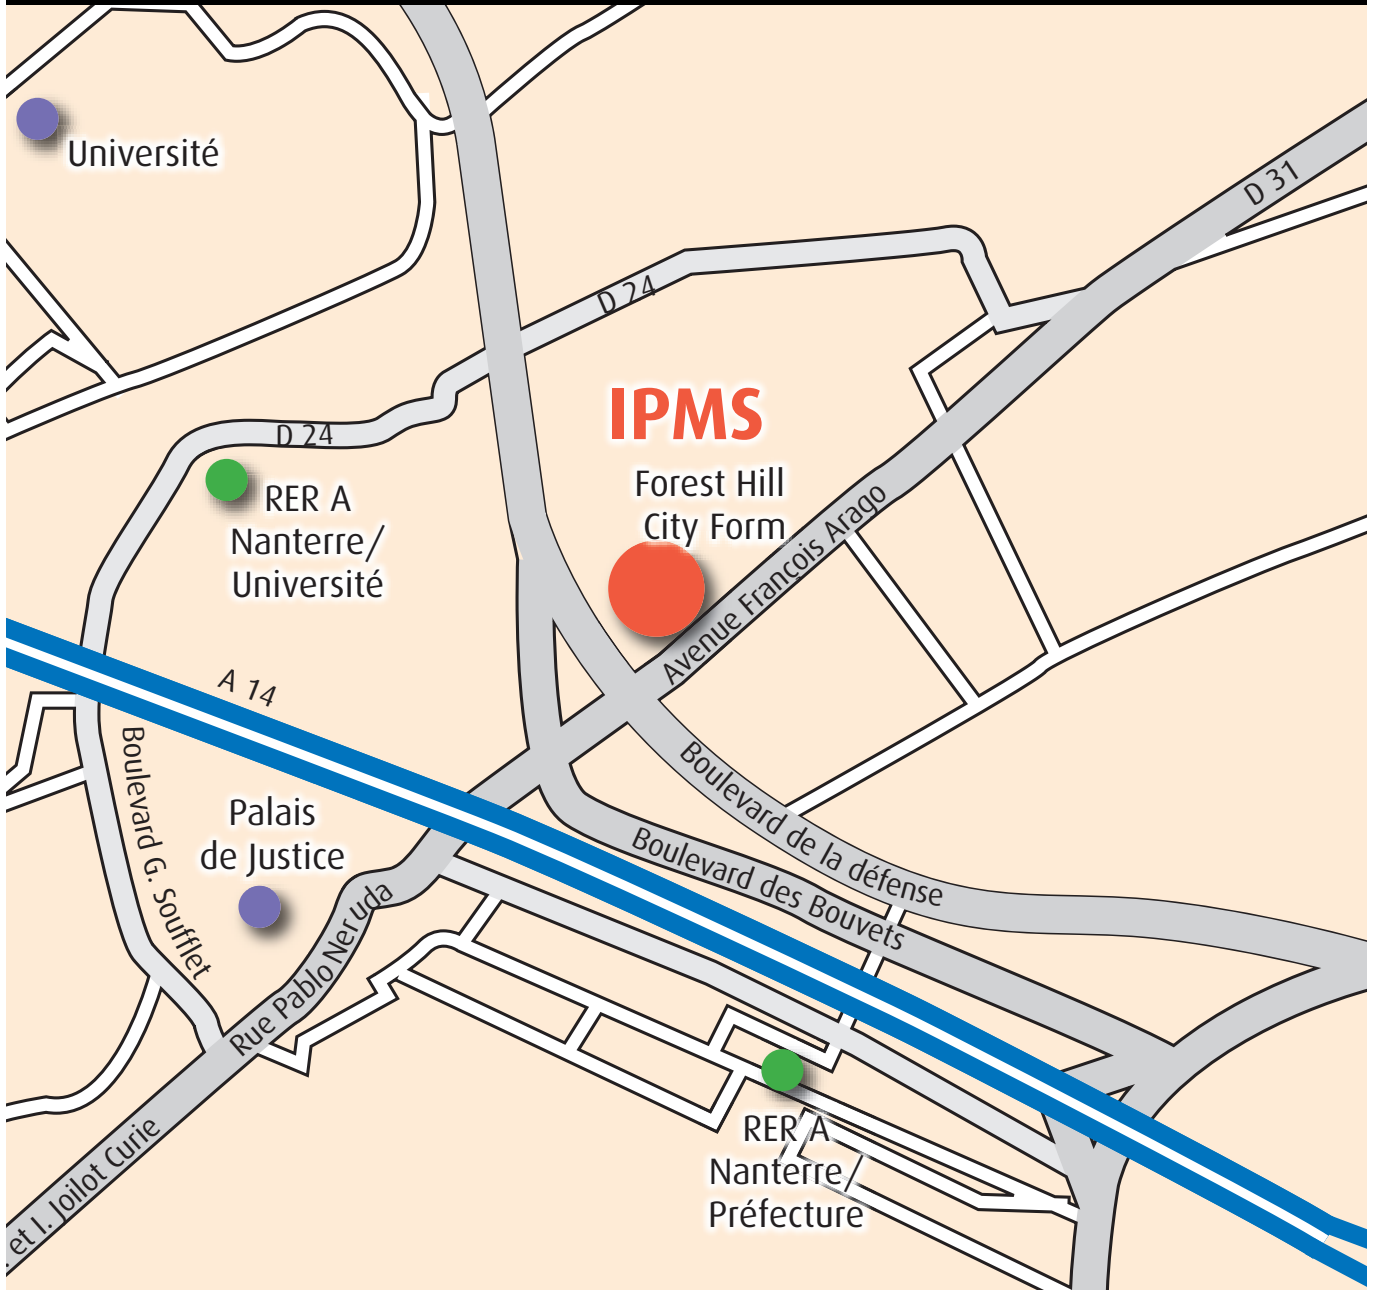 Université
D 31
D 24
IPMS
Forest Hill
City Form
D 24
RER A
Nanterre/
Université
Avenue François Arago
A 14
Boulevard G. Soufflet
Palais
de Justice
Boulevard de la défense
Boulevard des Bouvets
Rue Pablo Neruda
RER A
Nanterre/
Préfecture
et I. Joilot Curie